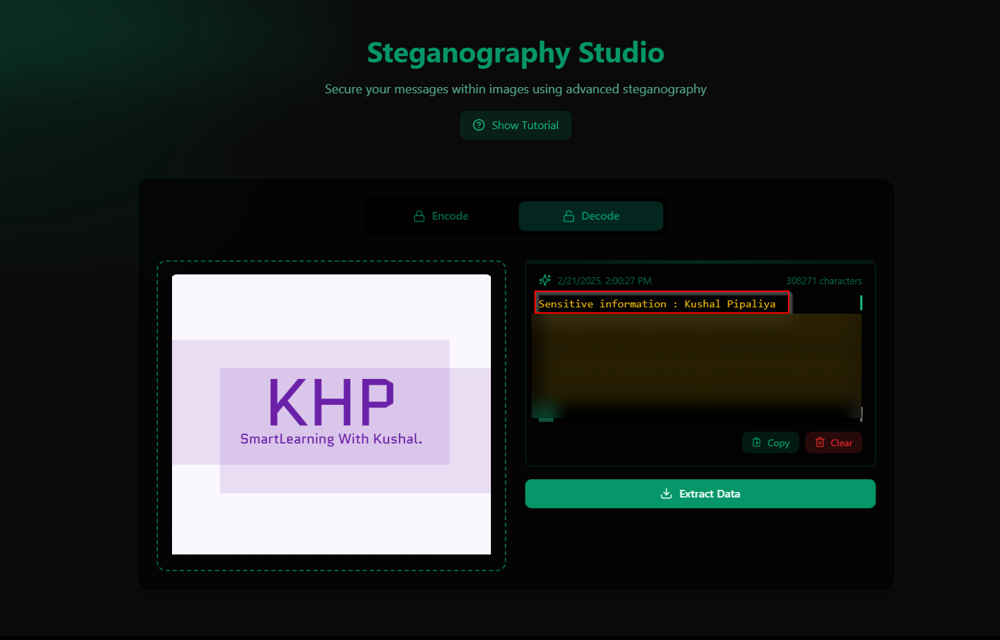 Steganography Studio
Secure your messages within images using advanced steganography
Show Tutorial
Encode
Decode
KHP
SmartLearning With Kushal.
2/21/2025, 2:00:27 PM
308271 characters
Sensitive information : Kushal Pipaliya
Copy
Clear
Extract Data